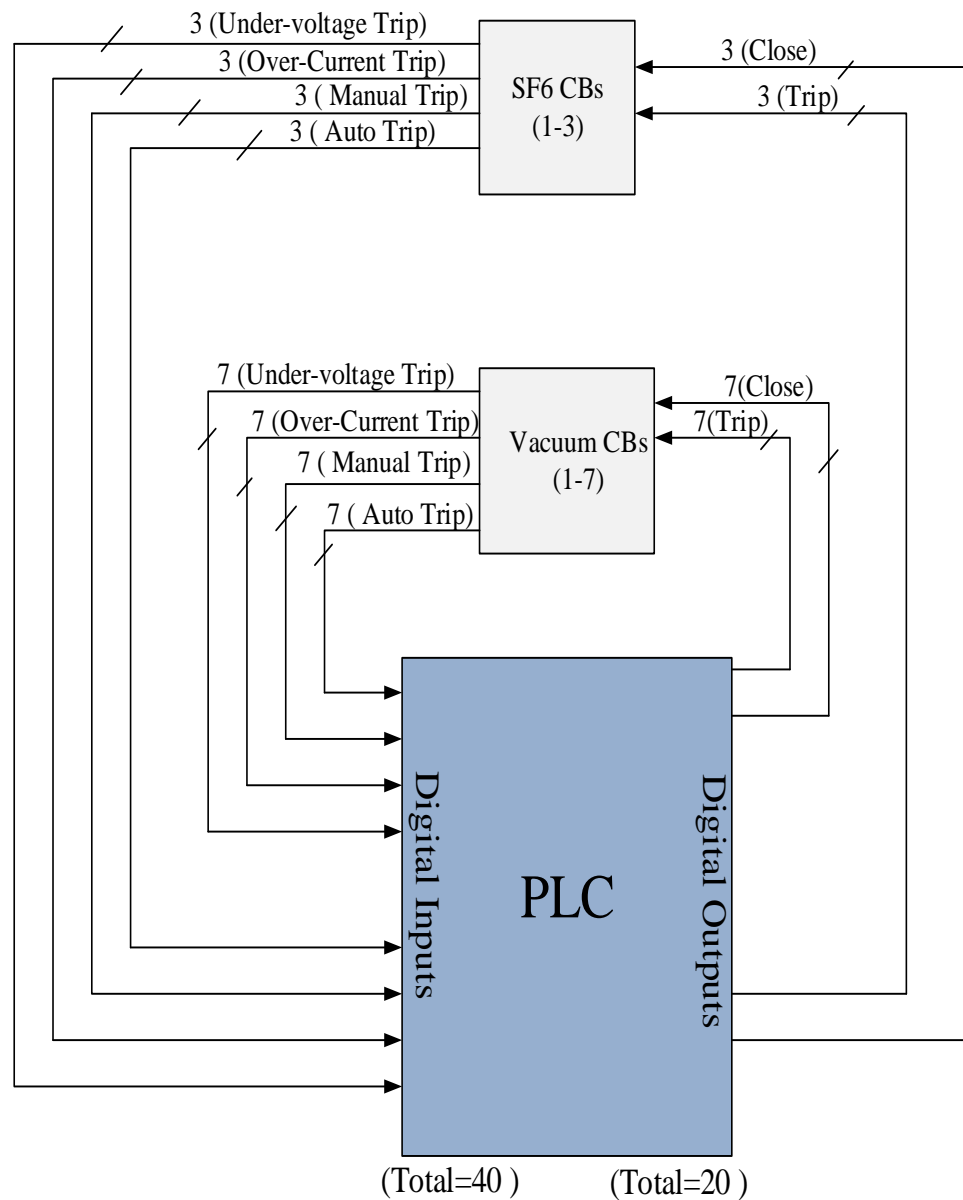 3 (Under-voltage Trip)
3 (Over-Current Trip)
3 ( Manual Trip)
3 ( Auto Trip)
SF6 CBs
(1-3)
3 (Close)
3 (Trip)
7 (Under-voltage Trip)
7 (Over-Current Trip)
7 ( Manual Trip)
7 ( Auto Trip)
Vacuum CBs
(1-7)
7(Close)
7(Trip)
Digital Inputs
PLC
Digital Outputs
(Total=40 )
(Total=20 )